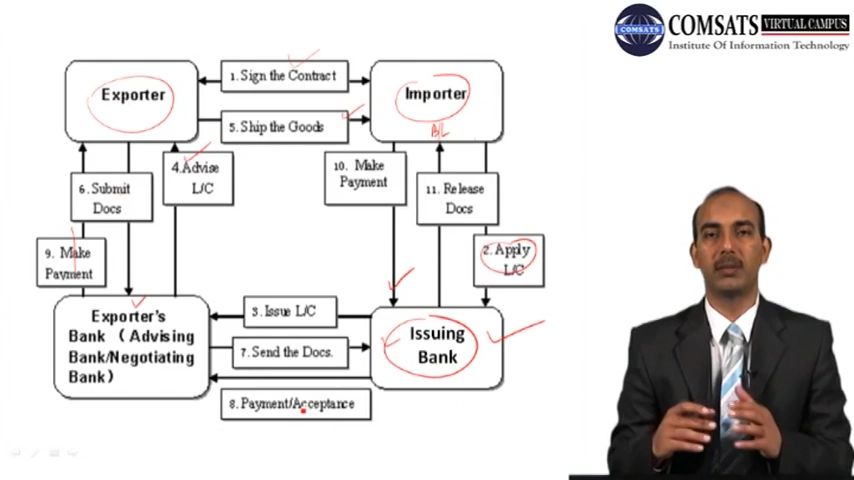 COMSATS VIRTUAL CAMPUS
COMSATS
Institute Of Information Technology
Exporter
1. Sign the Contract
Importer
5. Ship the Goods
B/L
4. Advise
L/C
10. Make
Payment
6. Submit
Docs
11. Release
Docs
9. Make
Payment
2. Apply
L/C
Exporter's
Bank (Advising
Bank/Negotiating
Bank)
3. Issue L/C
7. Send the Docs.
Issuing
Bank
8. Payment/Acceptance